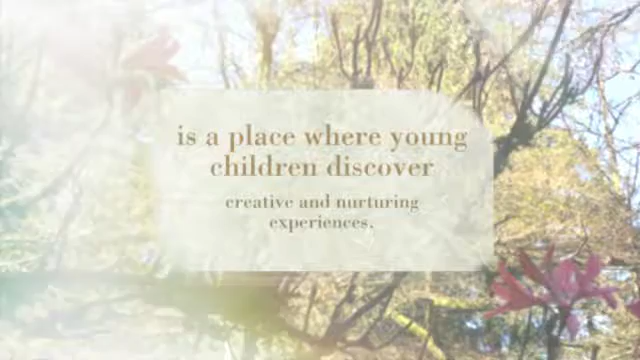 is a place where young
children discover
creative and nurturing
experiences.